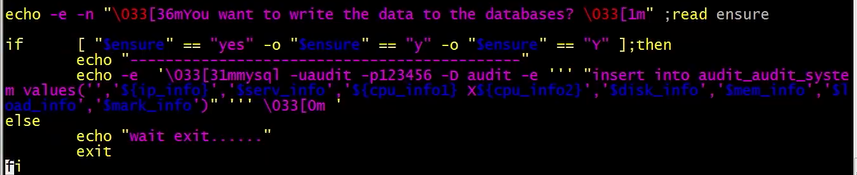 echo -e -n "\033[36mYou want to write the data to the databases? \033[1m" ;read ensure
if      [ "$ensure" == "yes" -o "$ensure" == "y" -o "$ensure" == "Y" ];then
        echo "-------------------------------------------"
        echo -e  '\033[31mmysql -uaudit -p123456 -D audit -e ''' "insert into audit_audit_syste
m values('','${ip_info}','$serv_info','${cpu_info1} X${cpu_info2}','$disk_info','$mem_info','$l
oad_info','$mark_info')" ''' \033[0m '
else
        echo "wait exit......"
        exit
fi